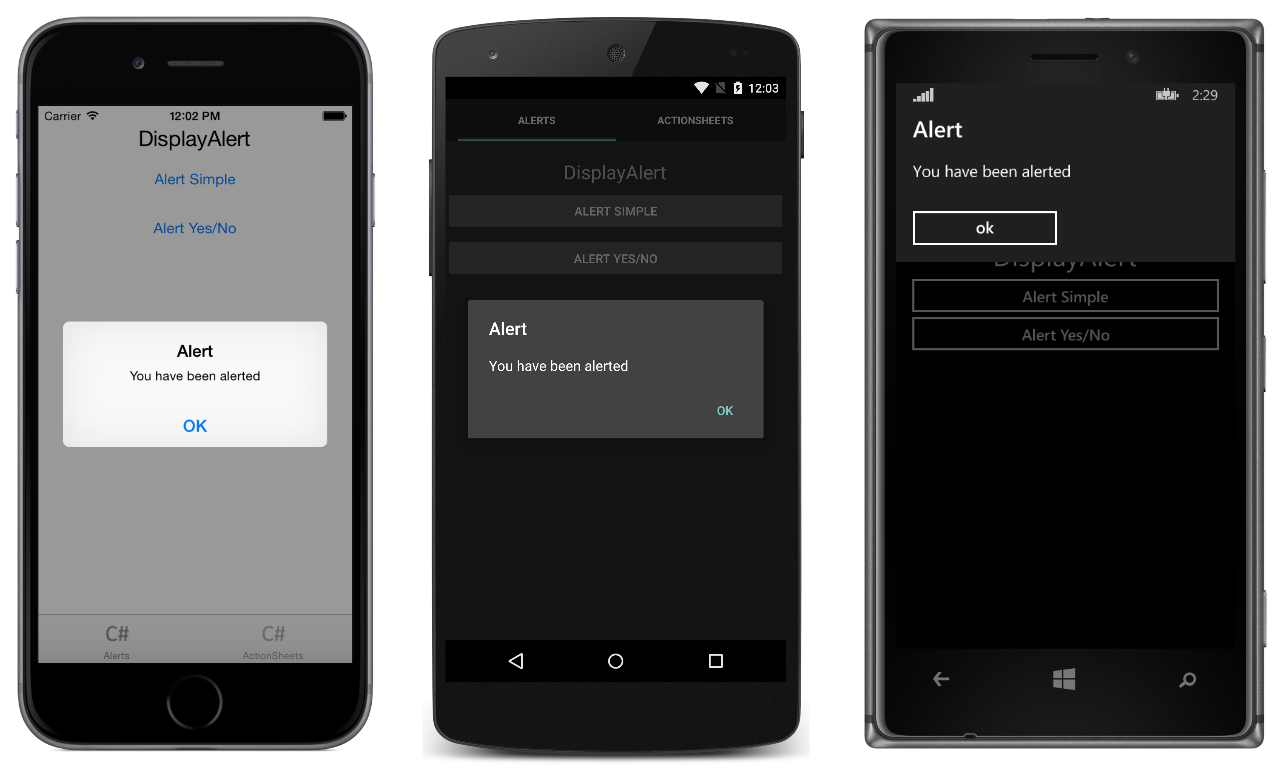 Carrier 12:02 PM
DisplayAlert
Alert Simple
Alert Yes/No
Alert
You have been alerted
OK
C# C#
Alerts ActionSheets
12:03
ALERTS ACTIONSHEETS
DisplayAlert
ALERT SIMPLE
ALERT YES/NO
Alert
You have been alerted
OK
2:29
Alert
You have been alerted
ok
DisplayAlert
Alert Simple
Alert Yes/No